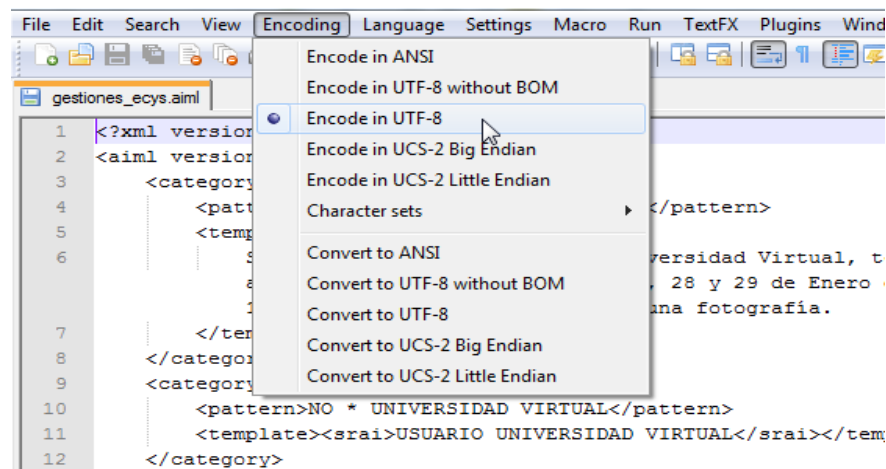 File Edit Search View Encoding Language Settings Macro Run TextFX Plugins Wind
gestiones_ecys.aiml
Encode in ANSI
Encode in UTF-8 without BOM
Encode in UTF-8
Encode in UCS-2 Big Endian
Encode in UCS-2 Little Endian
Character sets
Convert to ANSI
Convert to UTF-8 without BOM
Convert to UTF-8
Convert to UCS-2 Big Endian
Convert to UCS-2 Little Endian
1 <?xml version
2 <aiml version
3 <category
4 <patt </pattern>
5 <temp
6 S versidad Virtual, t
a , 28 y 29 de Enero
1 una fotografía.
7 </tem
8 </categor
9 <category
10 <pattern>NO * UNIVERSIDAD VIRTUAL</pattern>
11 <template><srai>USUARIO UNIVERSIDAD VIRTUAL</srai></tem
12 </category>